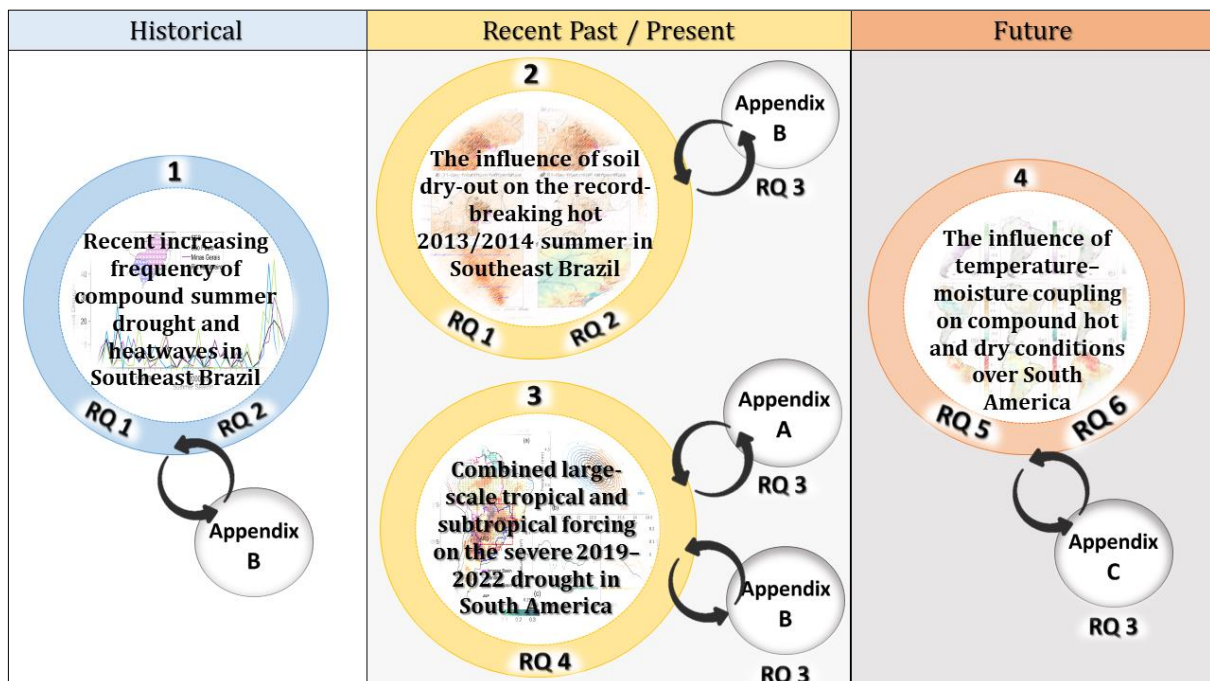 Historical
Recent Past / Present
Future
1
Recent increasing
frequency of
compound summer
drought and
heatwaves in
Southeast Brazil
RQ 1
RQ 2
Appendix
B
2
The influence of soil
dry-out on the record-
breaking hot
2013/2014 summer in
Southeast Brazil
RQ 1
RQ 2
Appendix
B
RQ 3
3
Combined large-
scale tropical and
subtropical forcing
on the severe 2019–
2022 drought in
South America
RQ 4
Appendix
A
RQ 3
Appendix
B
RQ 3
4
The influence of
temperature–
moisture coupling
on compound hot
and dry conditions
over South
America
RQ 5
RQ 6
Appendix
C
RQ 3